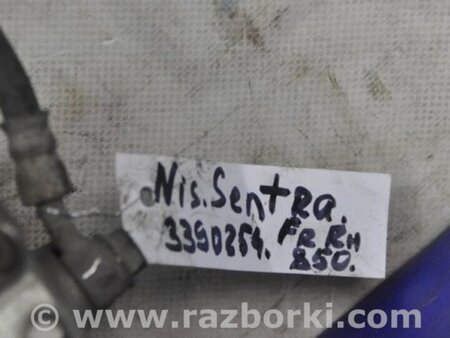 Nis.Sentra.
3390254. FR RH
850.
www.razborki.com